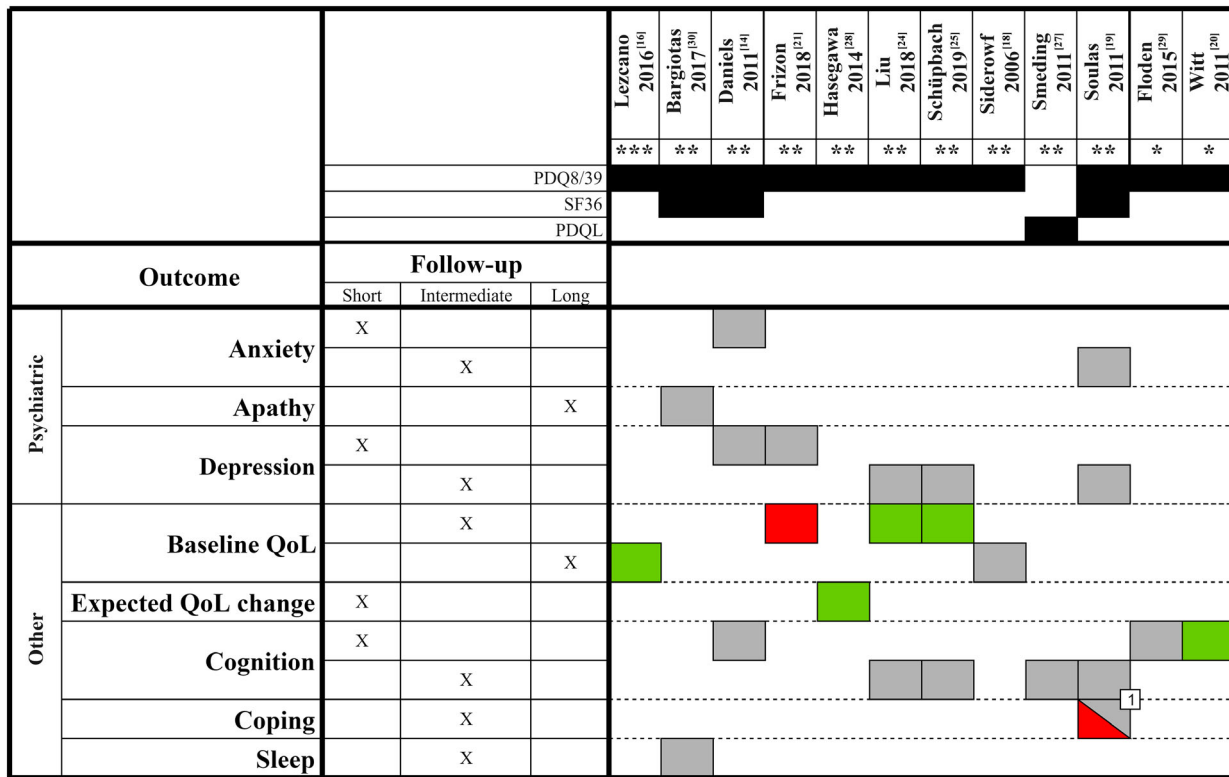 Lezcano
2016[16]
Bargiotas
2017[30]
Daniels
2011[14]
Frizon
2018[21]
Hasegawa
2014[28]
Liu
2018[24]
Schüpbach
2019[25]
Siderowf
2006[18]
Smeding
2011[27]
Soulas
2011[19]
Floden
2015[29]
Witt
2011[20]
*** ** ** ** ** ** ** ** ** ** * *
PDQ8/39
SF36
PDQL
Outcome
Follow-up
Short Intermediate Long
Psychiatric
Anxiety
X
X
Apathy
X
Depression
X
X
Other
Baseline QoL
X
X
Expected QoL change
X
Cognition
X
X
1
Coping
X
Sleep
X